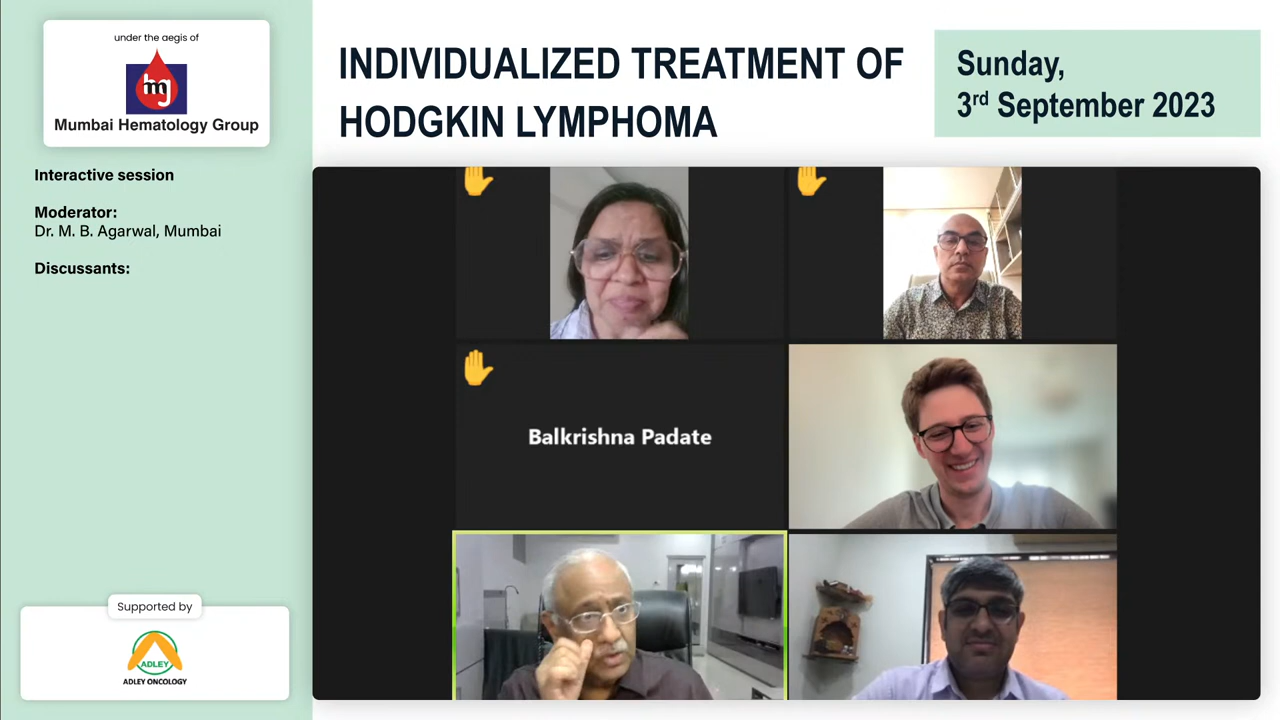 under the aegis of
mg
Mumbai Hematology Group
Interactive session
Moderator:
Dr. M. B. Agarwal, Mumbai
Discussants:
Supported by
ADLEY
ADLEY ONCOLOGY
INDIVIDUALIZED TREATMENT OF
HODGKIN LYMPHOMA
Sunday,
3rd September 2023
Balkrishna Padate